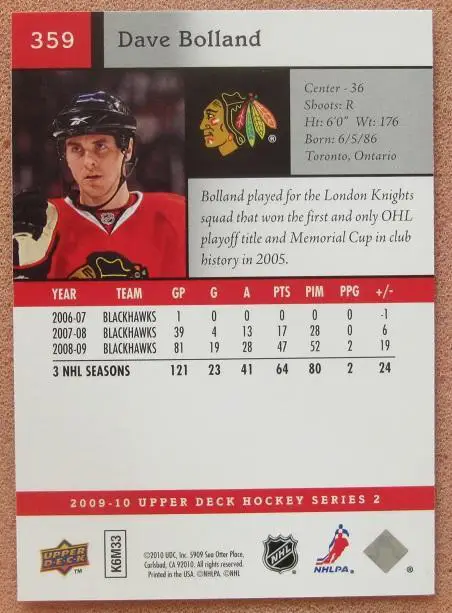 359 Dave Bolland
Center - 36
Shoots: R
Ht: 6'0" Wt: 176
Born: 6/5/86
Toronto, Ontario
Bolland played for the London Knights
squad that won the first and only OHL
playoff title and Memorial Cup in club
history in 2005.
YEAR TEAM GP G A PTS PIM PPG +/-
2006-07 BLACKHAWKS 1 0 0 0 0 0 -1
2007-08 BLACKHAWKS 39 4 13 17 28 0 6
2008-09 BLACKHAWKS 81 19 28 47 52 2 19
3 NHL SEASONS 121 23 41 64 80 2 24
2009-10 UPPER DECK HOCKEY SERIES 2
UPPER
DECK
TM
K6M33
©2010 UDC, Inc. 5909 Sea Otter Place,
Carlsbad, CA 92010. All rights reserved.
Printed in the USA. ©NHLPA. ©NHL
NHL
NHLPA